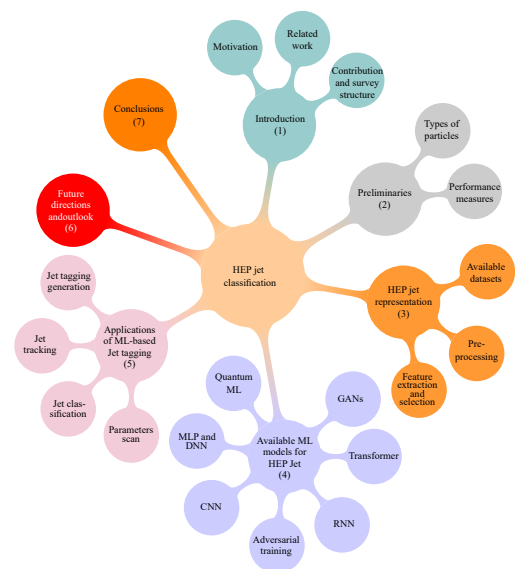 HEP jet
classification
Introduction
(1)
Motivation
Related
work
Contribution
and survey
structure
Preliminaries
(2)
Types of
particles
Performance
measures
HEP jet
representation
(3)
Available
datasets
Pre-
processing
Feature
extraction and
selection
Available ML
models for
HEP Jet
(4)
GANs
Transformer
RNN
Adversarial
training
CNN
MLP and
DNN
Quantum
ML
Applications
of ML-based
Jet tagging
(5)
Parameters
scan
Jet clas-
sification
Jet
tracking
Jet tagging
generation
Future
directions
andoutlook
(6)
Conclusions
(7)